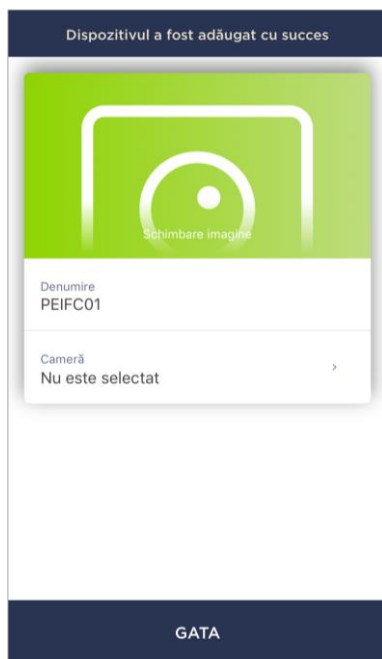 Dispozitivul a fost adăugat cu succes
Schimbare imagine
Denumire
PEIFC01
Cameră
Nu este selectat
GATA